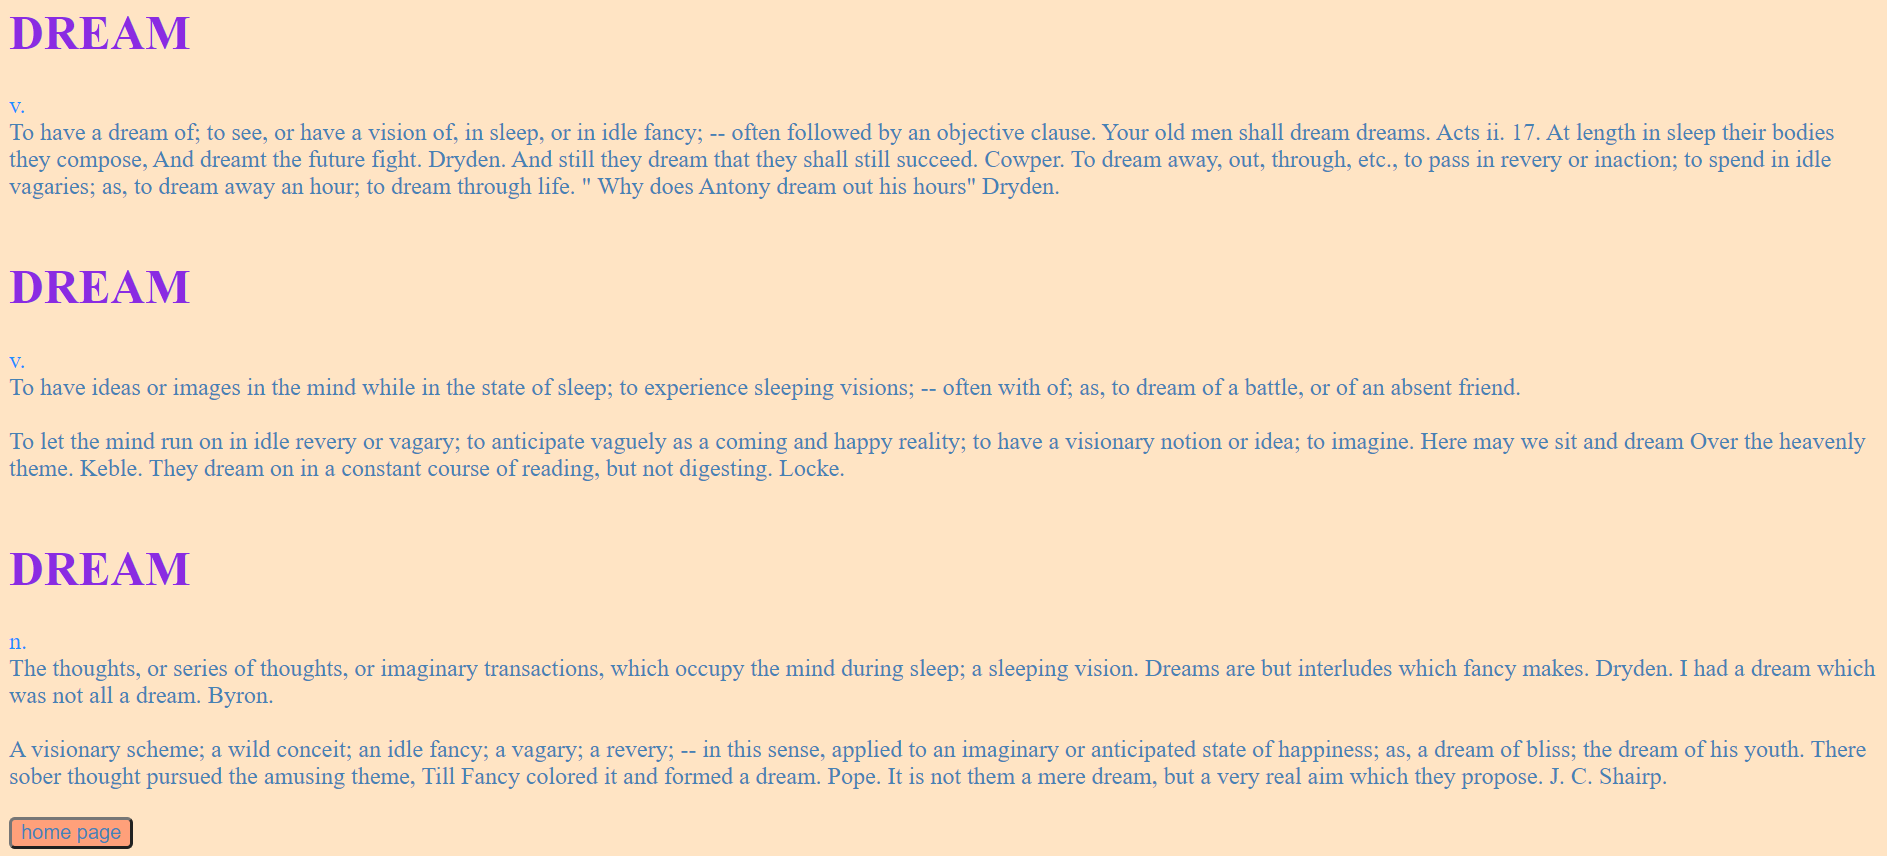 DREAM
v.
To have a dream of; to see, or have a vision of, in sleep, or in idle fancy; -- often followed by an objective clause. Your old men shall dream dreams. Acts ii. 17. At length in sleep their bodies
they compose, And dreamt the future fight. Dryden. And still they dream that they shall still succeed. Cowper. To dream away, out, through, etc., to pass in revery or inaction; to spend in idle
vagaries; as, to dream away an hour; to dream through life. " Why does Antony dream out his hours" Dryden.
DREAM
v.
To have ideas or images in the mind while in the state of sleep; to experience sleeping visions; -- often with of; as, to dream of a battle, or of an absent friend.
To let the mind run on in idle revery or vagary; to anticipate vaguely as a coming and happy reality; to have a visionary notion or idea; to imagine. Here may we sit and dream Over the heavenly
theme. Keble. They dream on in a constant course of reading, but not digesting. Locke.
DREAM
n.
The thoughts, or series of thoughts, or imaginary transactions, which occupy the mind during sleep; a sleeping vision. Dreams are but interludes which fancy makes. Dryden. I had a dream which
was not all a dream. Byron.
A visionary scheme; a wild conceit; an idle fancy; a vagary; a revery; -- in this sense, applied to an imaginary or anticipated state of happiness; as, a dream of bliss; the dream of his youth. There
sober thought pursued the amusing theme, Till Fancy colored it and formed a dream. Pope. It is not them a mere dream, but a very real aim which they propose. J. C. Shairp.
home page